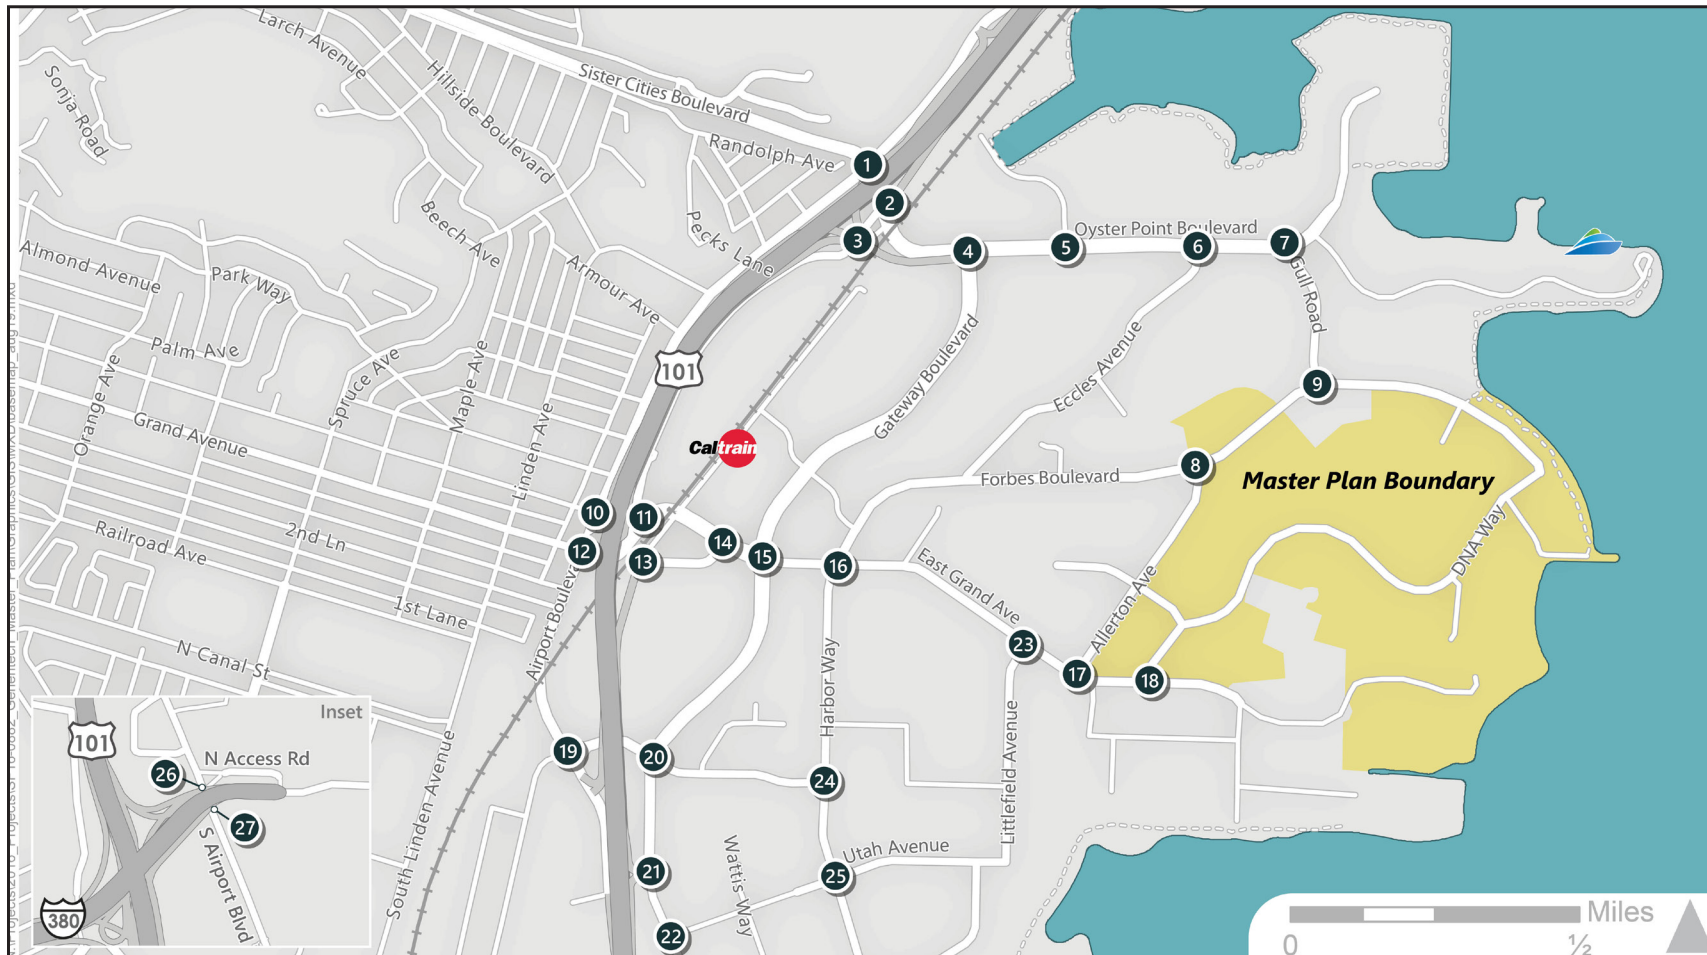 Larch Avenue
Hillside Boulevard
Sister Cities Boulevard
Sonja Road
Randolph Ave
1
2
3
4
5
Oyster Point Boulevard
6
7
Beech Ave
Pecks Lane
Almond Avenue
Park Way
Armour Ave
Gull Road
Palm Ave
Orange Ave
Spruce Ave
Maple Ave
101
Gateway Boulevard
Eccles Avenue
9
Grand Avenue
Linden Ave
Caltrain
8
Forbes Boulevard
Master Plan Boundary
10
11
12
13
14
15
16
2nd Ln
Railroad Ave
DNA Way
East Grand Ave
Allerton Ave
1st Lane
Airport Boulevard
N Canal St
Harbor Way
23
17
18
Inset
101
N Access Rd
26
27
S Airport Blvd
380
South Linden Avenue
19
20
24
Littlefield Avenue
21
Wattis Way
Utah Avenue
25
22
Miles
0
½